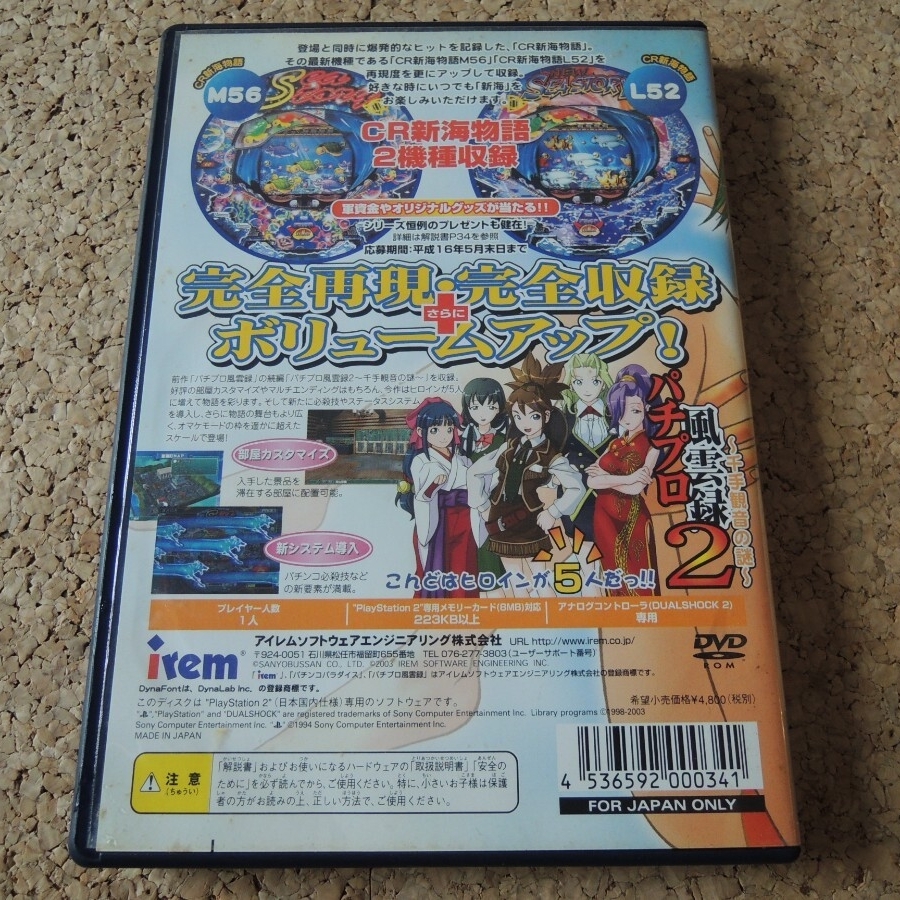 登場と同時に爆発的なヒットを記録した、「CR新海物語」。
その最新機種である「CR新海物語M56」「CR新海物語L52」を
再現度を更にアップして収録。
好きな時にいつでも「新海」を
お楽しみいただけます。
CR新海物語
M56
CR新海物語
L52
CR新海物語
2機種収録
軍資金やオリジナルグッズが当たる!!
シリーズ恒例のプレゼントも健在!
詳細は解説書P34を参照
応募期間:平成16年5月末日まで
完全再現・完全収録
さらに
ボリュームアップ!
前作「パチプロ風雲録」の続編「パチプロ風雲録2～千手観音の謎～」を収録。
好評の部屋カスタマイズやマルチエンディングはもちろん、今作はヒロインが5人
に増えて物語を彩ります。そして新たに必殺技やステータスシステム
を導入し、さらに物語の舞台もより広
く、オマケモードの枠を遥かに超えた
スケールで登場!
部屋カスタマイズ
入手した景品を
滞在する部屋に配置可能。
新システム導入
パチンコ必殺技など
の新要素が満載。
パチプロ風雲録2
～千手観音の謎～
こんどはヒロインが5人だっ!!
プレイヤー人数
1人
"PlayStation 2"専用メモリーカード(8MB)対応
223KB以上
アナログコントローラ(DUALSHOCK 2)
専用
irem®
アイレムソフトウェアエンジニアリング株式会社 URL http://www.irem.co.jp/
〒924-0051 石川県松任市福留町655番地 TEL 076-277-3803(ユーザーサポート番号)
©SANYOBUSSAN CO., LTD. ©2003 IREM SOFTWARE ENGINEERING INC.
「irem」、「パチンコパラダイス」、「パチプロ風雲録」はアイレムソフトウェアエンジニアリング株式会社の登録商標です。
DynaFontは、DynaLab Inc. の登録商標です。
DVD
ROM
このディスクは "PlayStation 2" (日本国内仕様) 専用のソフトウェアです。
希望小売価格¥4,800(税別)
"PlayStation" and "DUALSHOCK" are registered trademarks of Sony Computer Entertainment Inc. Library programs ©1998-2003
Sony Computer Entertainment Inc. ©1994 Sony Computer Entertainment Inc.
MADE IN JAPAN
注意
(ちゅうい)
「解説書」およびお使いになるハードウェアの「取扱説明書」「安全の
ために」を必ず読んでから、ご使用ください。特に、小さいお子様は保護
者の方がお読みの上、正しい方法で、ご使用ください。
4 536592 000341
FOR JAPAN ONLY